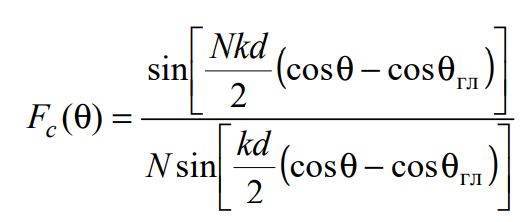 F_c(θ) = sin[Nkd/2 (cosθ − cosθ_гл)] / N sin[kd/2 (cosθ − cosθ_гл)]